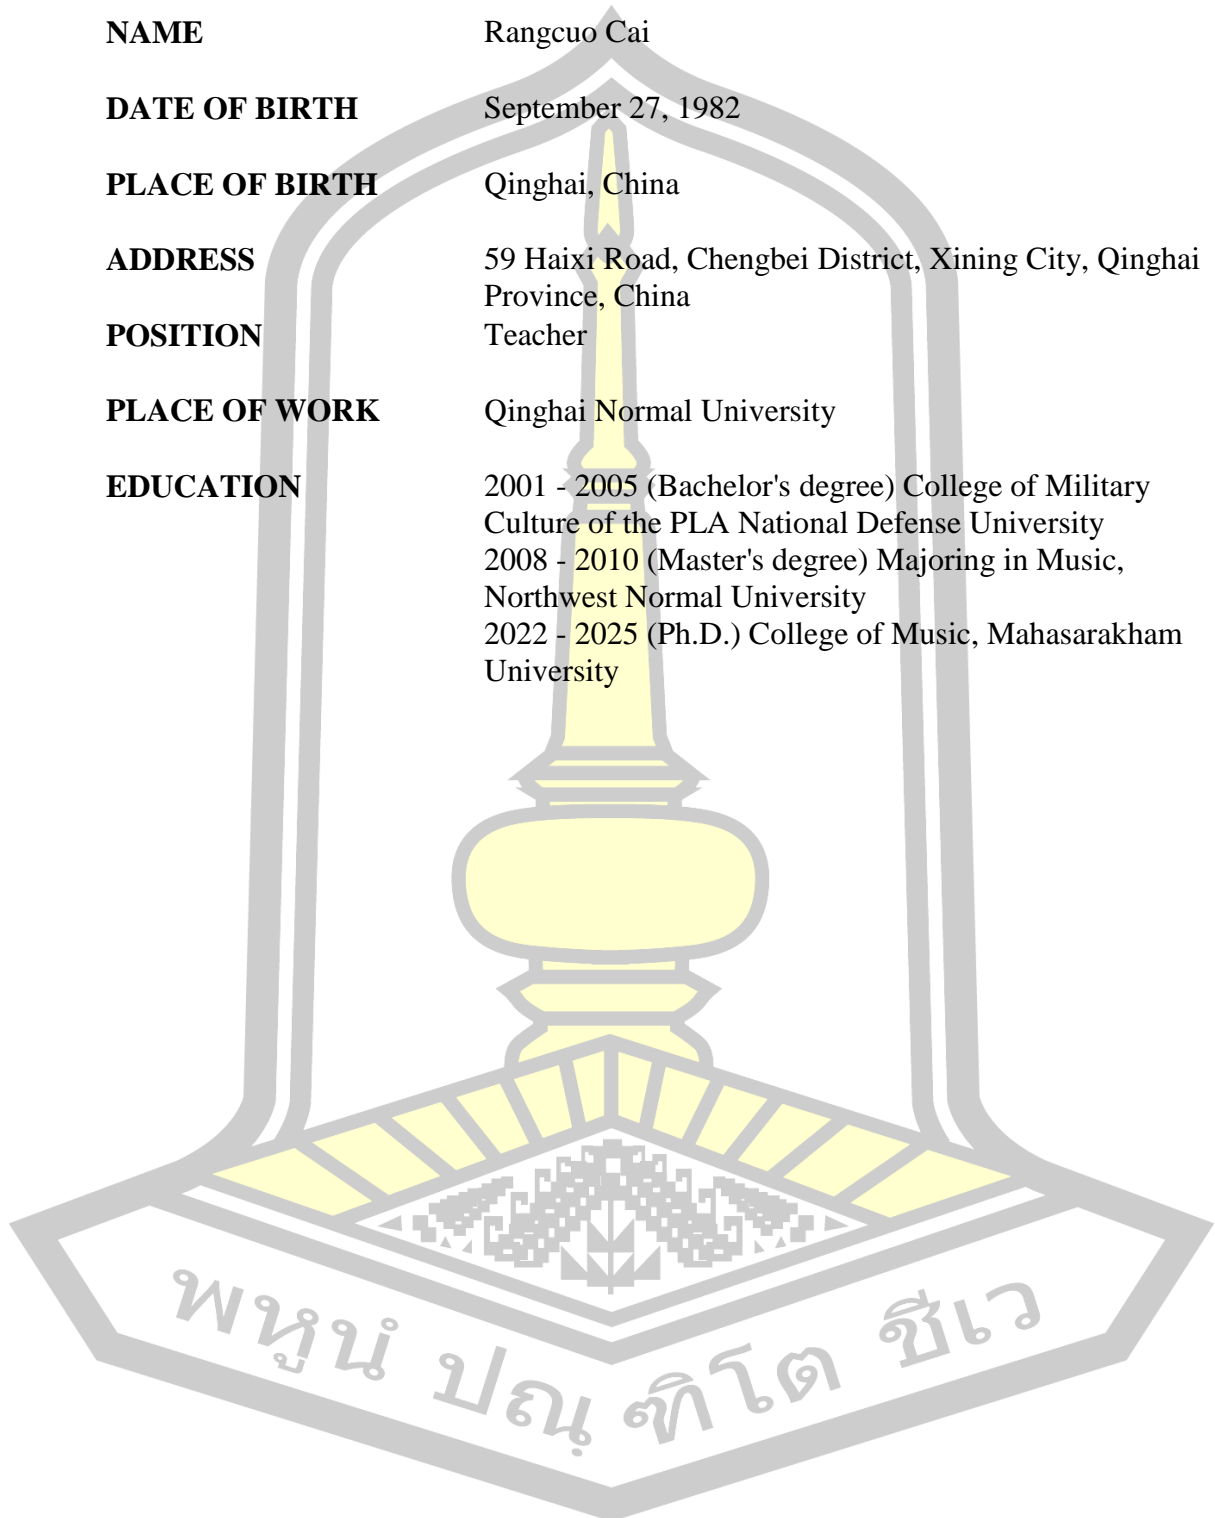 NAME Rangcuo Cai
DATE OF BIRTH September 27, 1982
PLACE OF BIRTH Qinghai, China
ADDRESS 59 Haixi Road, Chengbei District, Xining City, Qinghai
Province, China
POSITION Teacher
PLACE OF WORK Qinghai Normal University
EDUCATION 2001 - 2005 (Bachelor's degree) College of Military
Culture of the PLA National Defense University
2008 - 2010 (Master's degree) Majoring in Music,
Northwest Normal University
2022 - 2025 (Ph.D.) College of Music, Mahasarakham
University
พหูนํ ปณฺฑิโต ชีเว